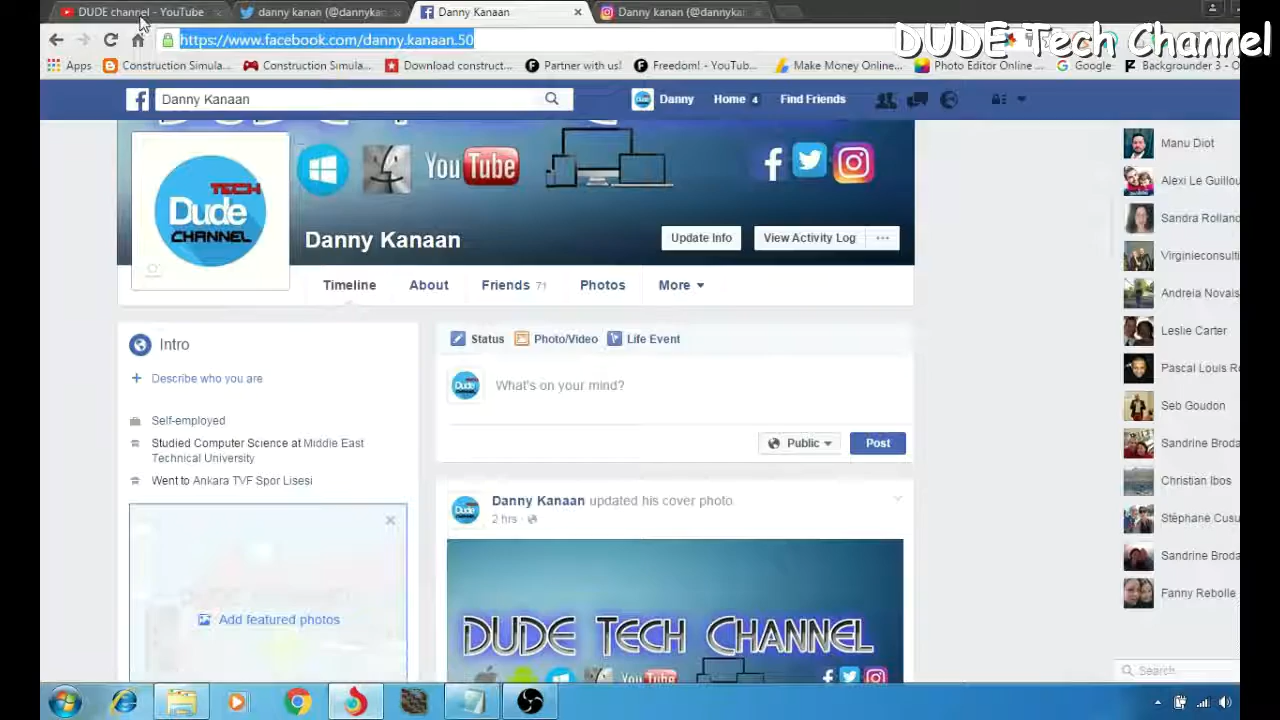 DUDE channel - YouTube
danny kanan (@dannyka
Danny Kanaan
danny kanan (@dannyka
DUDE Tech Channel
https://www.facebook.com/danny.kanaan.50
Apps
Construction Simula...
Construction Simula...
Download construct...
Partner with us!
Freedom! - YouTub...
Make Money Online...
Photo Editor Online ...
Google
Backgrounder 3 - O
Danny Kanaan
Danny
Home 4
Find Friends
YouTube
TECH
Dude
CHANNEL
Danny Kanaan
Update Info
View Activity Log
Timeline
About
Friends 71
Photos
More
Intro
Describe who you are
Self-employed
Studied Computer Science at Middle East
Technical University
Went to Ankara TVF Spor Lisesi
Add featured photos
Status
Photo/Video
Life Event
What's on your mind?
Public
Post
Danny Kanaan updated his cover photo
2 hrs
DUDE TECH CHANNEL
YouTube
Manu Diot
Alexi Le Guillou
Sandra Rolland
Virginieconsulti
Andreia Novais
Leslie Carter
Pascal Louis R
Seb Goudon
Sandrine Broda
Christian Ibos
Stéphane Cusu
Sandrine Broda
Fanny Rebolle
Search